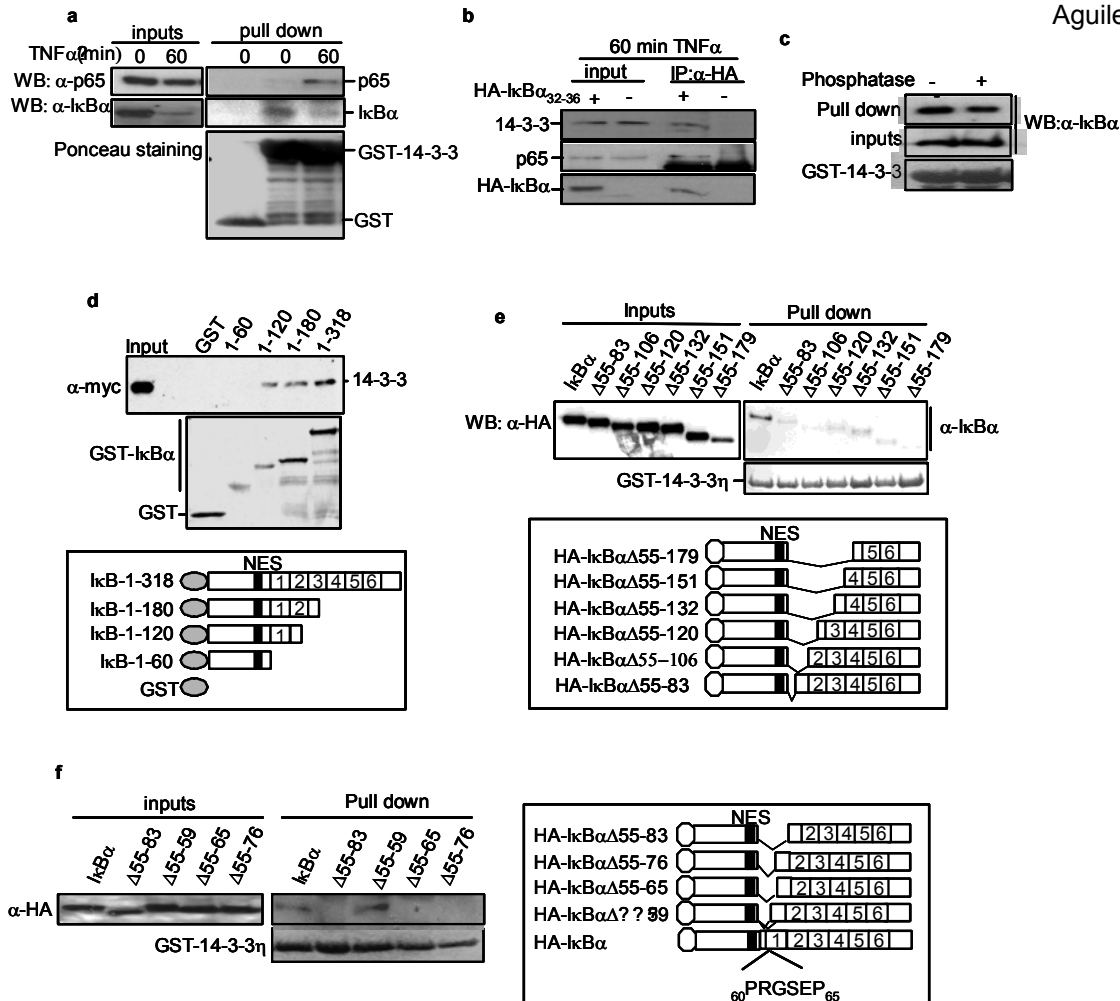 Aguile
a
inputs
pull down
TNFα(min)
0 60 0 0 60
WB: α-p65
p65
WB: α-IκBα
IκBα
Ponceau staining
GST-14-3-3
GST
b
60 min TNFα
input
IP:α-HA
HA-IκBα32-36
+ - + -
14-3-3
p65
HA-IκBα
c
Phosphatase - +
Pull down
inputs
WB:α-IκBα
GST-14-3-3
d
Input
GST
1-60
1-120
1-180
1-318
α-myc
14-3-3
GST-IκBα
GST
NES
IκB-1-318
1 2 3 4 5 6
IκB-1-180
1 2
IκB-1-120
1
IκB-1-60
GST
e
Inputs
Pull down
IκBα
Δ55-83
Δ55-106
Δ55-120
Δ55-132
Δ55-151
Δ55-179
IκBα
Δ55-83
Δ55-106
Δ55-120
Δ55-132
Δ55-151
Δ55-179
WB: α-HA
α-IκBα
GST-14-3-3η
NES
HA-IκBαΔ55-179
5 6
HA-IκBαΔ55-151
4 5 6
HA-IκBαΔ55-132
4 5 6
HA-IκBαΔ55-120
3 4 5 6
HA-IκBαΔ55-106
2 3 4 5 6
HA-IκBαΔ55-83
2 3 4 5 6
f
inputs
Pull down
IκBα
Δ55-83
Δ55-59
Δ55-65
Δ55-76
IκBα
Δ55-83
Δ55-59
Δ55-65
Δ55-76
α-HA
GST-14-3-3η
NES
HA-IκBαΔ55-83
2 3 4 5 6
HA-IκBαΔ55-76
2 3 4 5 6
HA-IκBαΔ55-65
2 3 4 5 6
HA-IκBαΔ? ? 59
2 3 4 5 6
HA-IκBα
1 2 3 4 5 6
60PRGSEP65